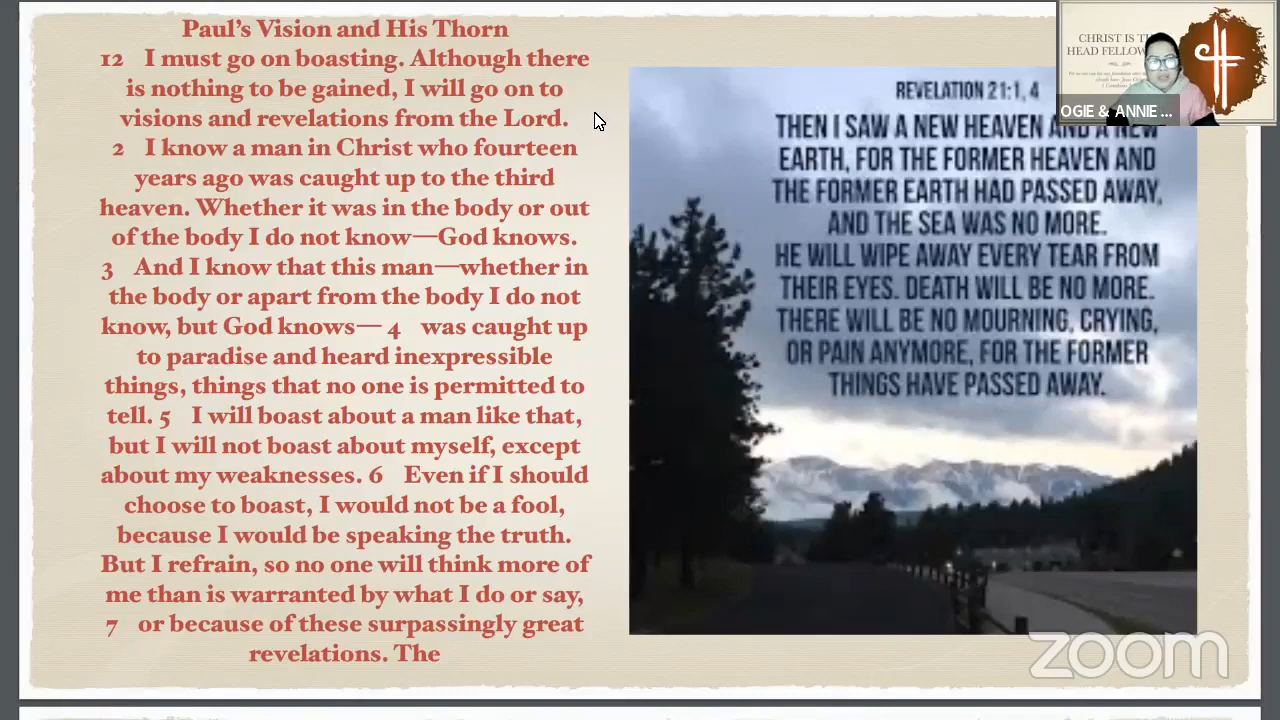 Paul's Vision and His Thorn
12 I must go on boasting. Although there
is nothing to be gained, I will go on to
visions and revelations from the Lord.
2 I know a man in Christ who fourteen
years ago was caught up to the third
heaven. Whether it was in the body or out
of the body I do not know—God knows.
3 And I know that this man—whether in
the body or apart from the body I do not
know, but God knows— 4 was caught up
to paradise and heard inexpressible
things, things that no one is permitted to
tell. 5 I will boast about a man like that,
but I will not boast about myself, except
about my weaknesses. 6 Even if I should
choose to boast, I would not be a fool,
because I would be speaking the truth.
But I refrain, so no one will think more of
me than is warranted by what I do or say,
7 or because of these surpassingly great
revelations. The
REVELATION 21:1, 4
THEN I SAW A NEW HEAVEN AND A NEW
EARTH, FOR THE FORMER HEAVEN AND
THE FORMER EARTH HAD PASSED AWAY,
AND THE SEA WAS NO MORE.
HE WILL WIPE AWAY EVERY TEAR FROM
THEIR EYES. DEATH WILL BE NO MORE.
THERE WILL BE NO MOURNING, CRYING,
OR PAIN ANYMORE, FOR THE FORMER
THINGS HAVE PASSED AWAY.
CHRIST IS T
HEAD FELLOW
OGIE & ANNIE ...
zoom